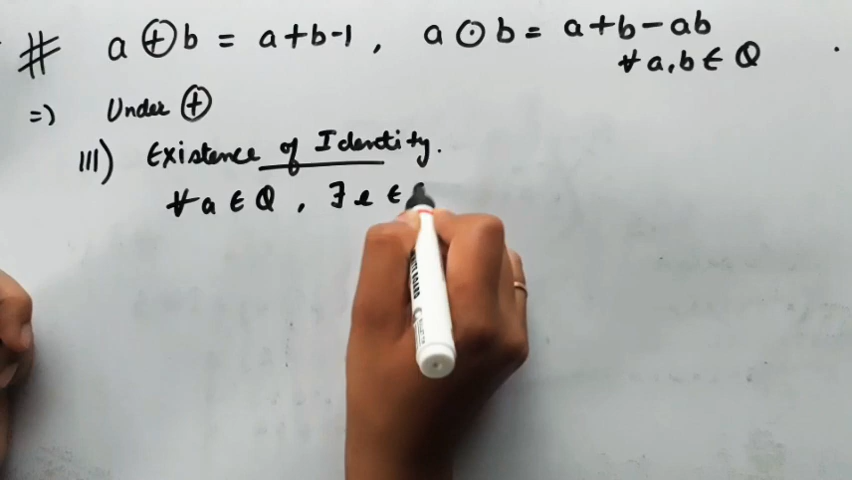 # a ⊕ b = a + b - 1 , a ⊙ b = a + b - ab
∀ a, b ∈ Q
=) Under ⊕
III) Existence of Identity.
∀ a ∈ Q , ∃ e ∈